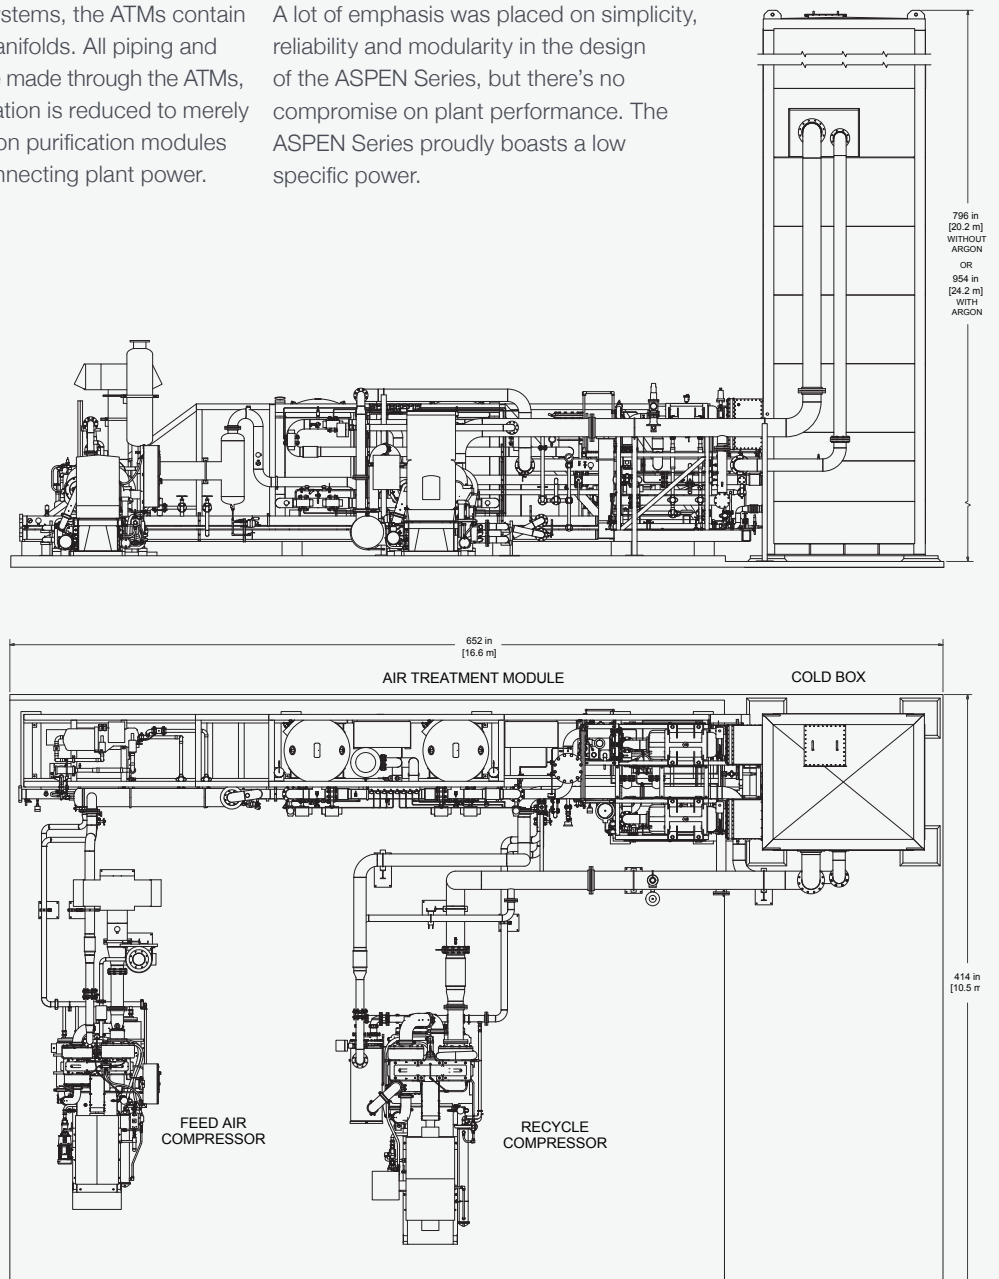 stems, the ATMs contain
anifolds. All piping and
made through the ATMs,
ation is reduced to merely
on purification modules
nnecting plant power.
A lot of emphasis was placed on simplicity,
reliability and modularity in the design
of the ASPEN Series, but there's no
compromise on plant performance. The
ASPEN Series proudly boasts a low
specific power.
796 in
[20.2 m]
WITHOUT
ARGON
OR
954 in
[24.2 m]
WITH
ARGON
652 in
[16.6 m]
AIR TREATMENT MODULE
COLD BOX
414 in
[10.5 m
FEED AIR
COMPRESSOR
RECYCLE
COMPRESSOR